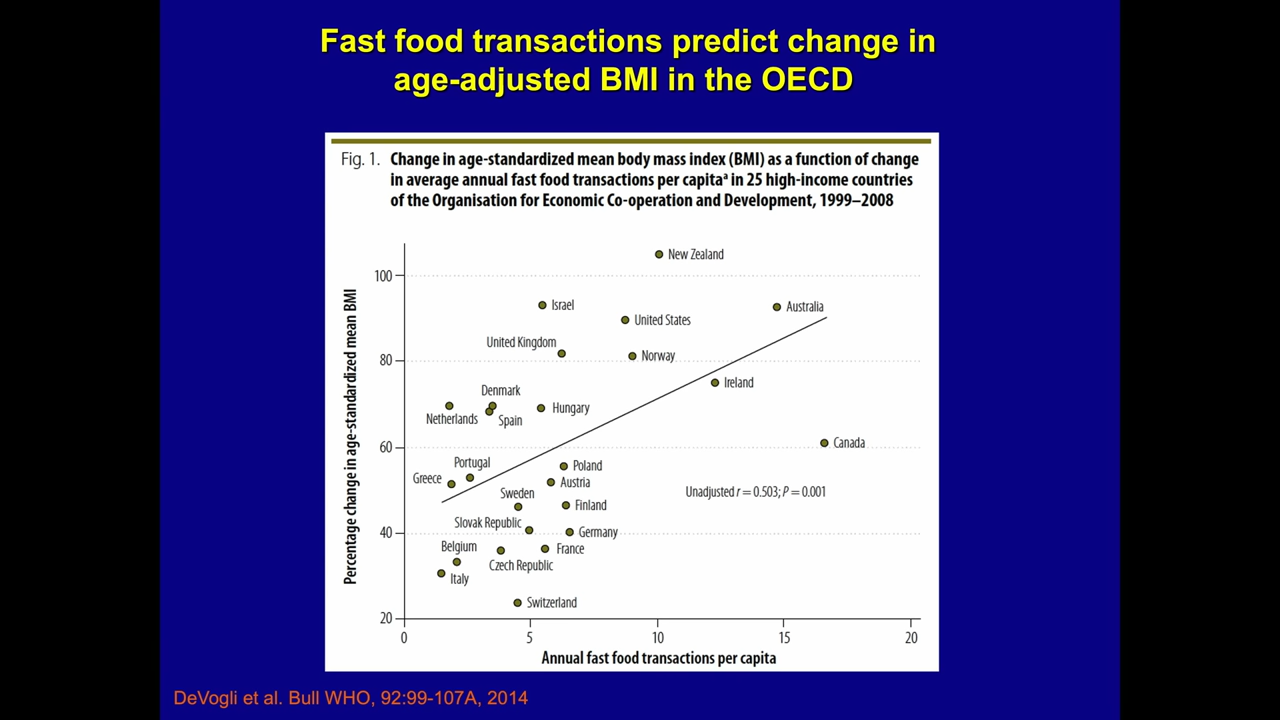 Fast food transactions predict change in
age-adjusted BMI in the OECD
Fig. 1. Change in age-standardized mean body mass index (BMI) as a function of change
in average annual fast food transactions per capitaª in 25 high-income countries
of the Organisation for Economic Co-operation and Development, 1999–2008
Percentage change in age-standardized mean BMI
100
80
60
40
20
New Zealand
Israel
Australia
United States
United Kingdom
Norway
Ireland
Denmark
Netherlands
Spain
Hungary
Canada
Portugal
Greece
Poland
Austria
Sweden
Finland
Slovak Republic
Germany
Belgium
France
Czech Republic
Italy
Switzerland
Unadjusted r = 0.503; P = 0.001
0
5
10
15
20
Annual fast food transactions per capita
DeVogli et al. Bull WHO, 92:99-107A, 2014